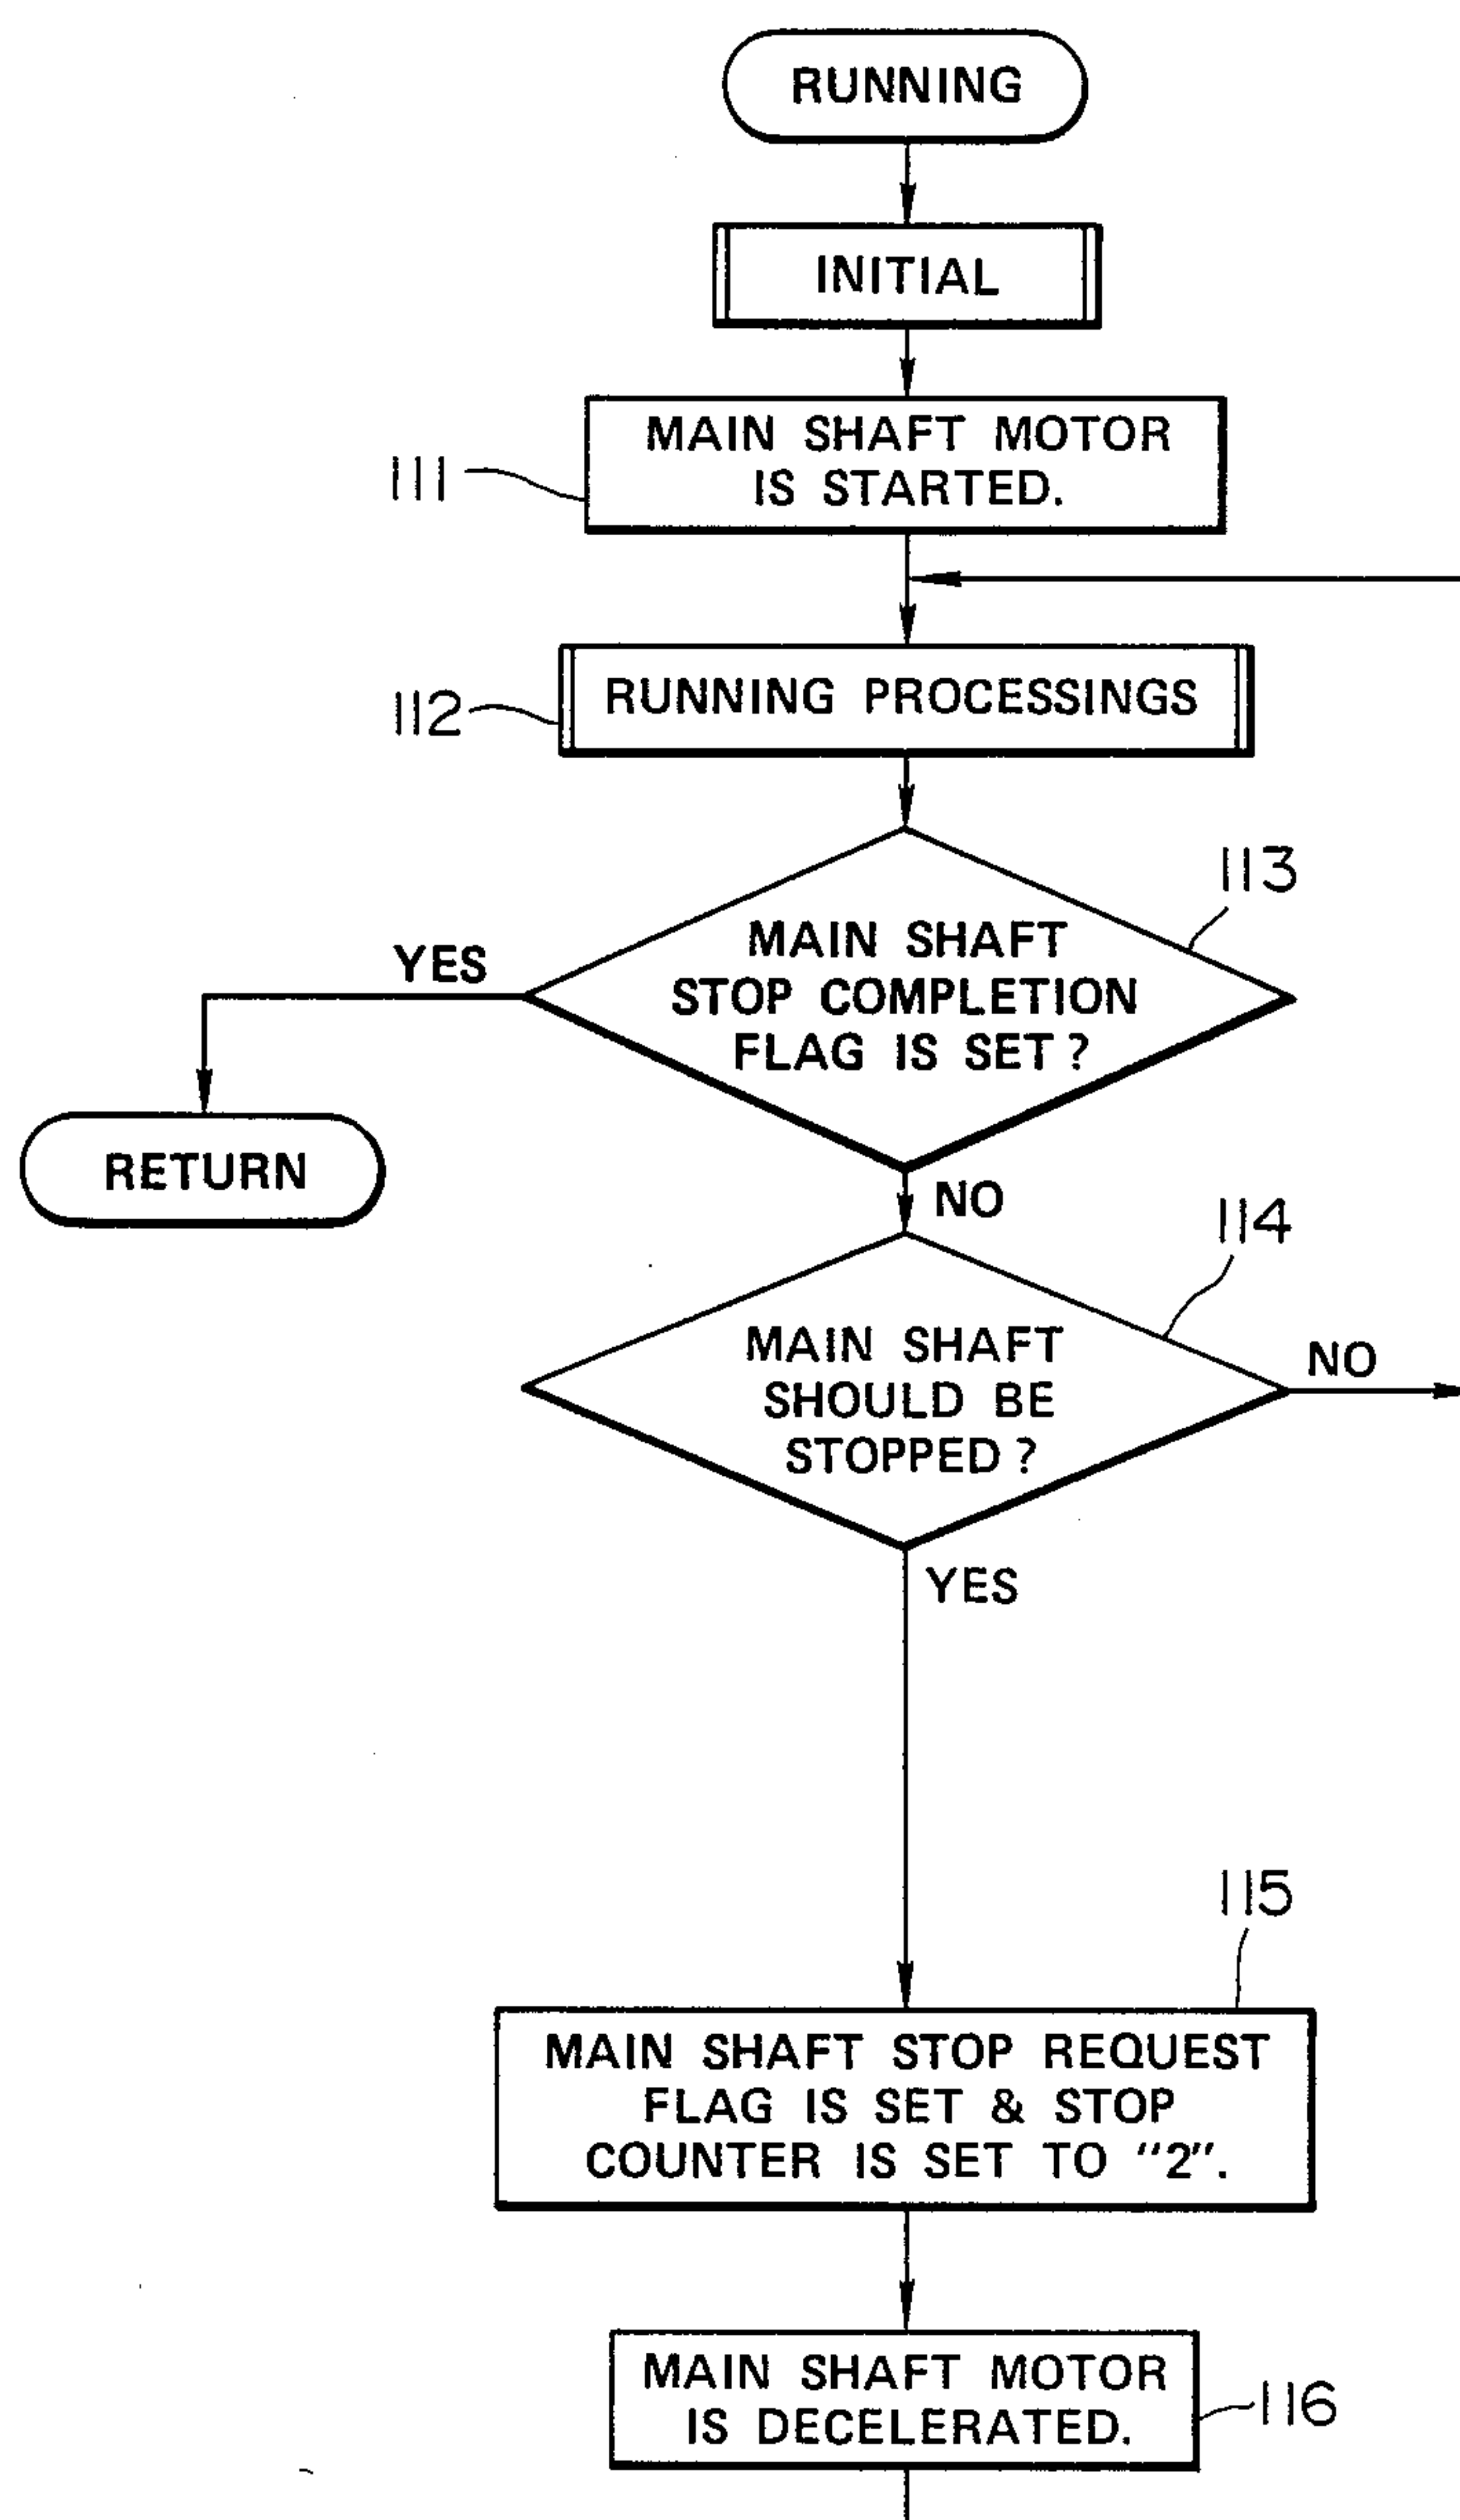 RUNNING
INITIAL
MAIN SHAFT MOTOR
IS STARTED.
111
RUNNING PROCESSINGS
112
113
MAIN SHAFT
STOP COMPLETION
FLAG IS SET?
YES
RETURN
NO
114
MAIN SHAFT
SHOULD BE
STOPPED?
NO
YES
115
MAIN SHAFT STOP REQUEST
FLAG IS SET & STOP
COUNTER IS SET TO "2".
MAIN SHAFT MOTOR
IS DECELERATED.
116